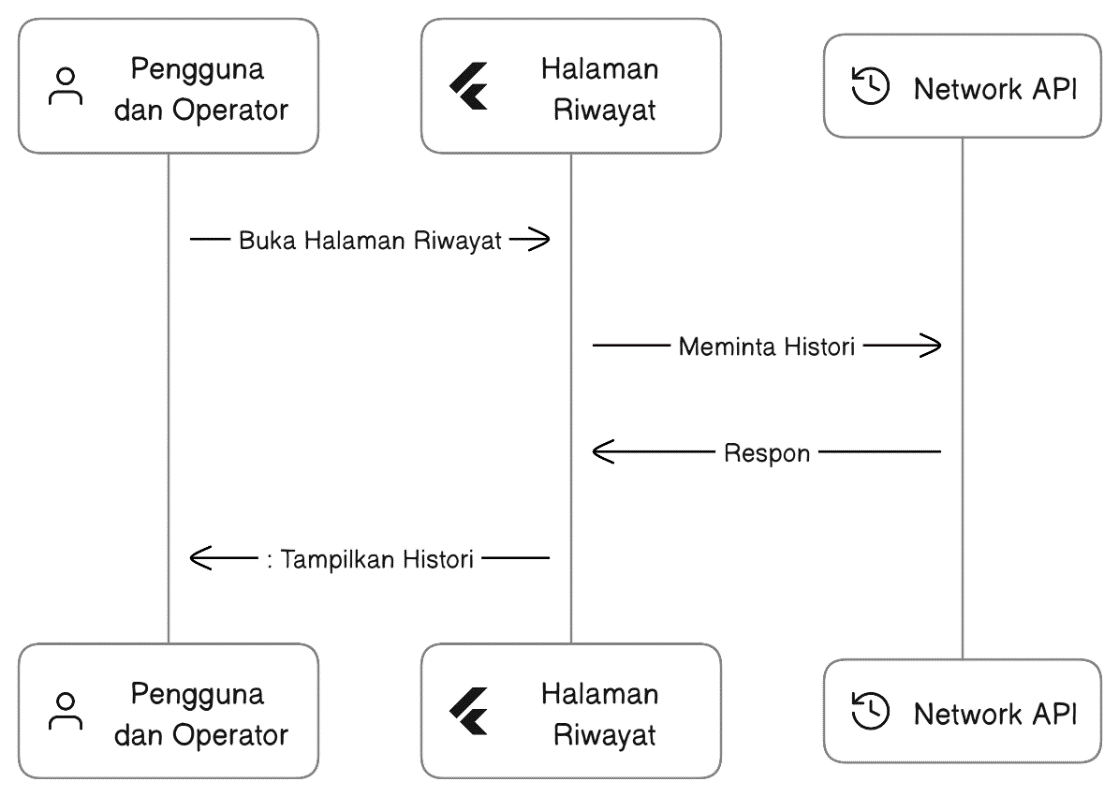 Pengguna
dan Operator
Halaman
Riwayat
Network API
Buka Halaman Riwayat
Meminta Histori
Respon
: Tampilkan Histori
Pengguna
dan Operator
Halaman
Riwayat
Network API